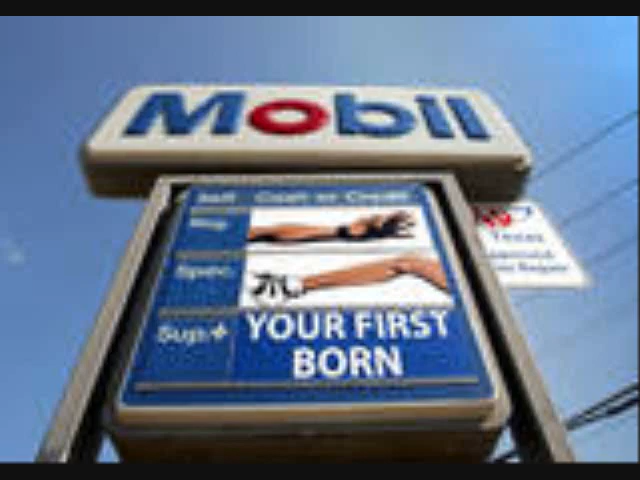 Mobil
Self Cash or Credit
Reg.
Spec.
Sup.+
YOUR FIRST
BORN
Texas